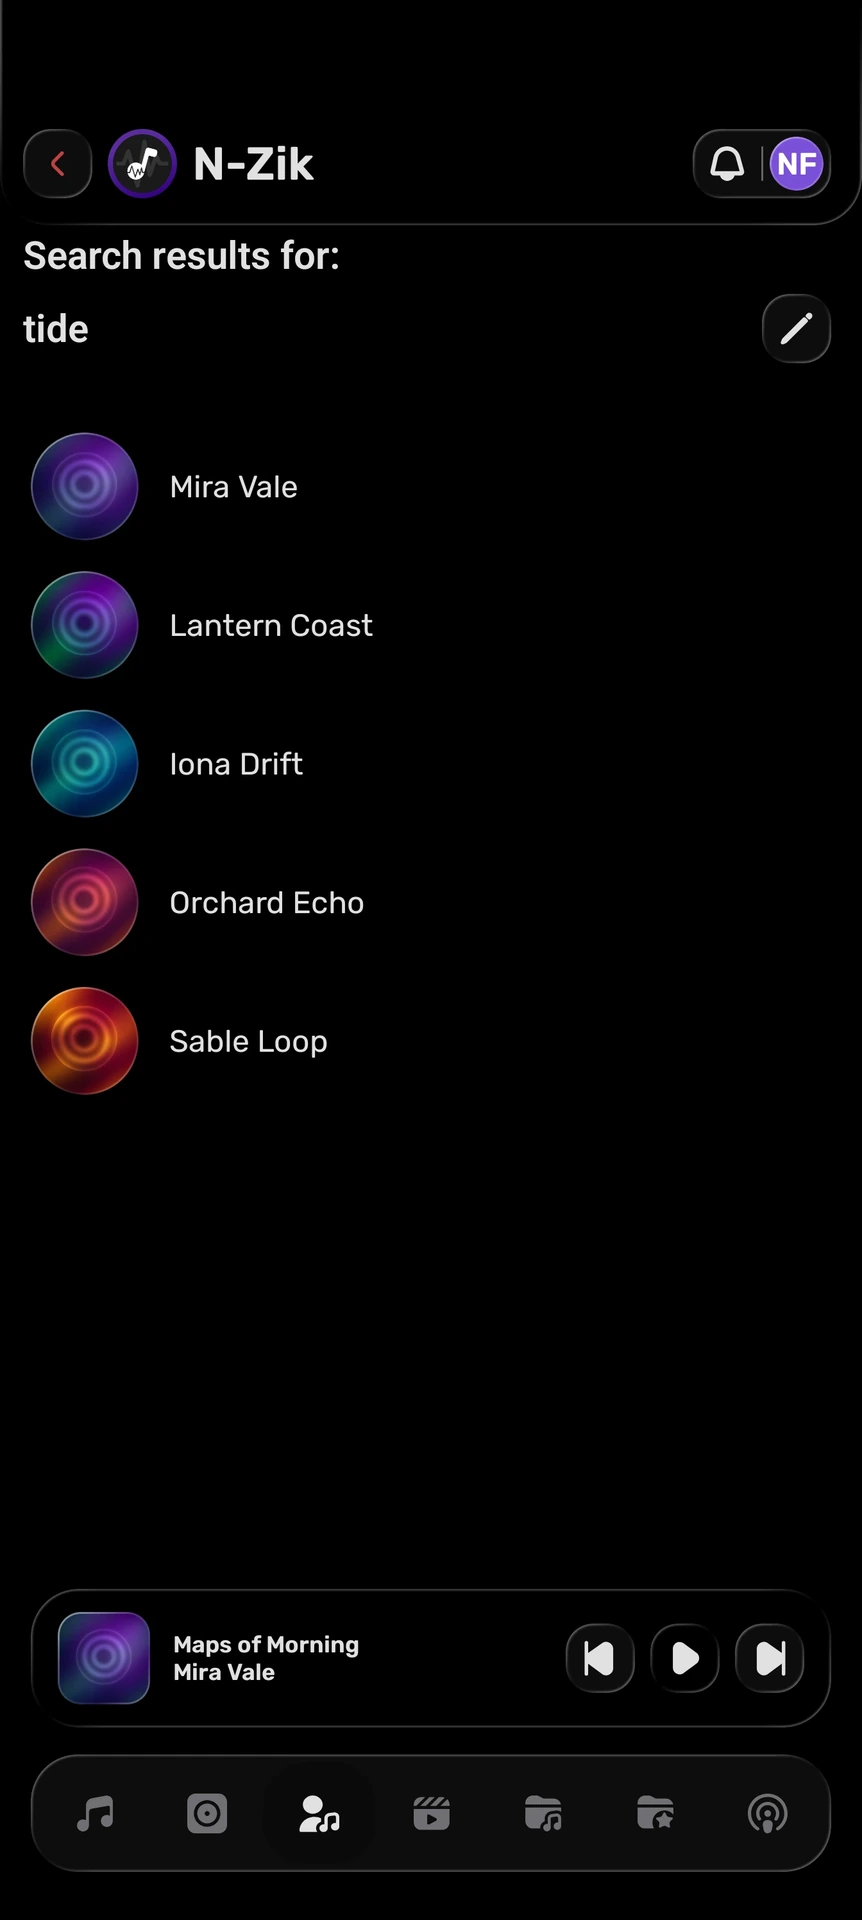 N-Zik
NF
Search results for:
tide
Mira Vale
Lantern Coast
Iona Drift
Orchard Echo
Sable Loop
Maps of Morning
Mira Vale